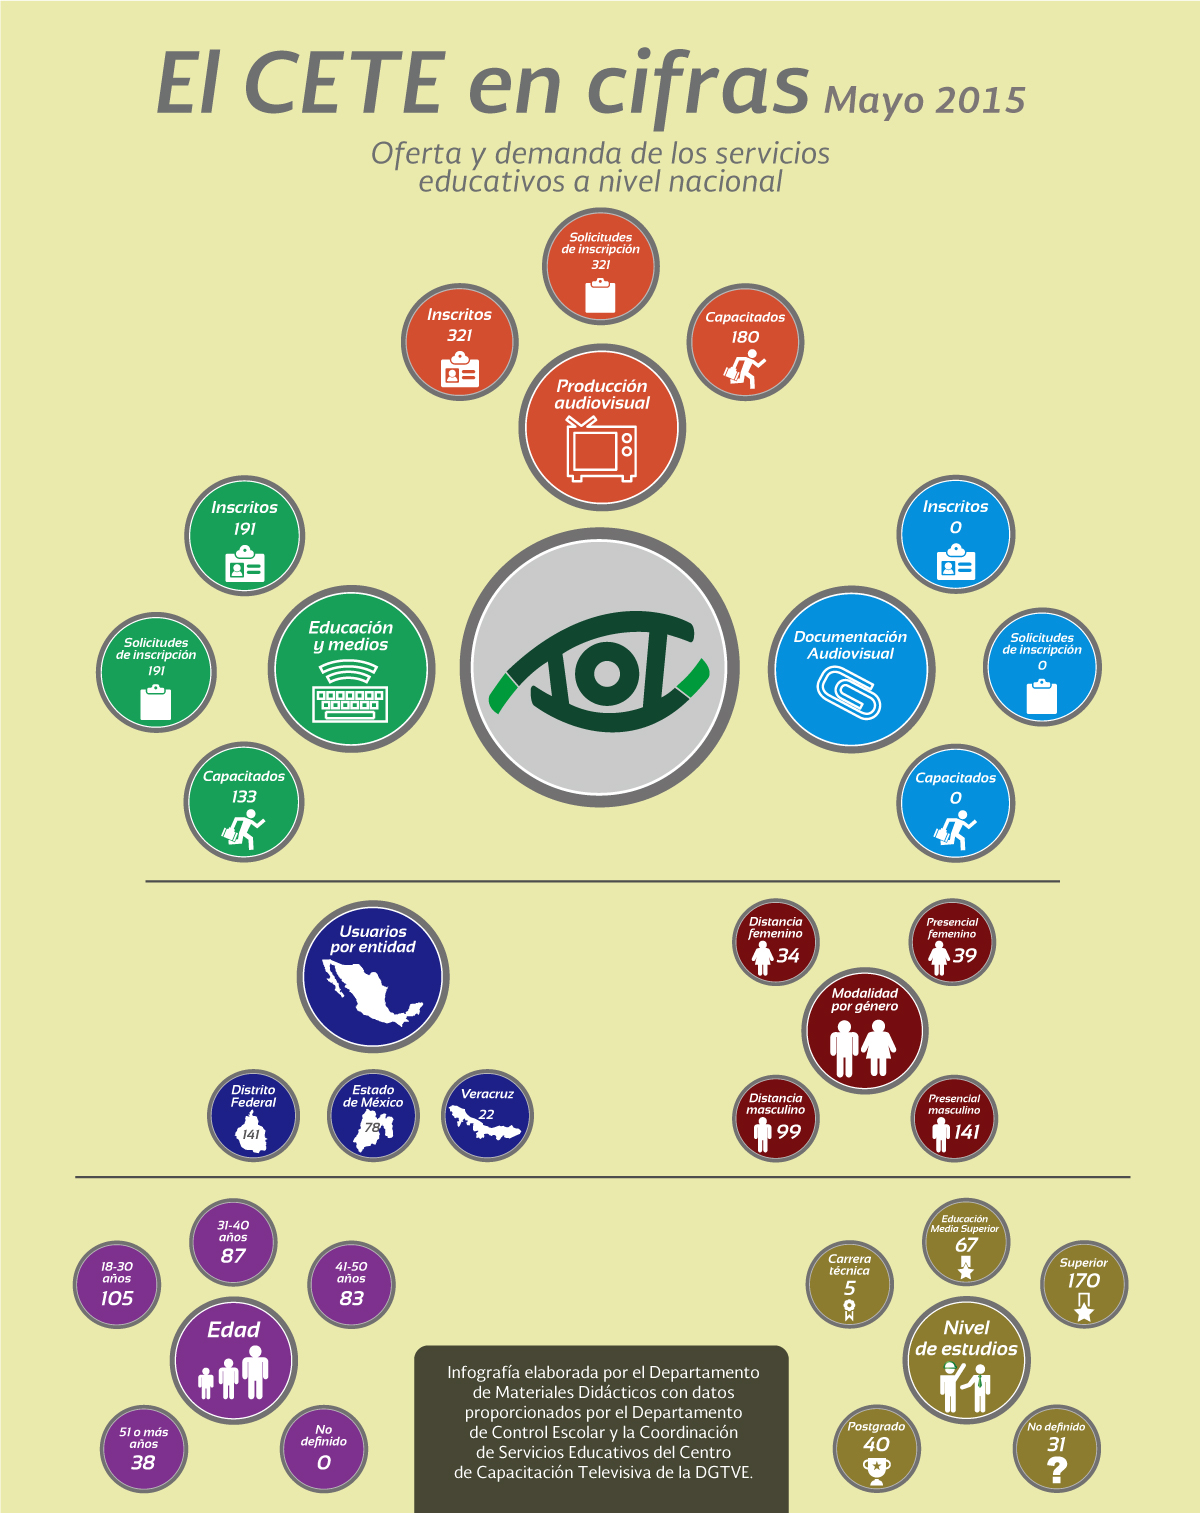 El CETE en cifras Mayo 2015
Oferta y demanda de los servicios
educativos a nivel nacional
Solicitudes
de inscripción
321
Inscritos
321
Capacitados
180
Producción
audiovisual
Inscritos
191
Solicitudes
de inscripción
191
Capacitados
133
Educación
y medios
Documentación
Audiovisual
Inscritos
0
Solicitudes
de inscripción
0
Capacitados
0
Usuarios
por entidad
Distrito
Federal
141
Estado
de México
78
Veracruz
22
Distancia
femenino
34
Presencial
femenino
39
Modalidad
por género
Distancia
masculino
99
Presencial
masculino
141
18-30
años
105
31-40
años
87
41-50
años
83
Edad
51 o más
años
38
No
definido
0
Infografía elaborada por el Departamento
de Materiales Didácticos con datos
proporcionados por el Departamento
de Control Escolar y la Coordinación
de Servicios Educativos del Centro
de Capacitación Televisiva de la DGTVE.
Carrera
técnica
5
Educación
Media Superior
67
Superior
170
Nivel
de estudios
Postgrado
40
No definido
31
?